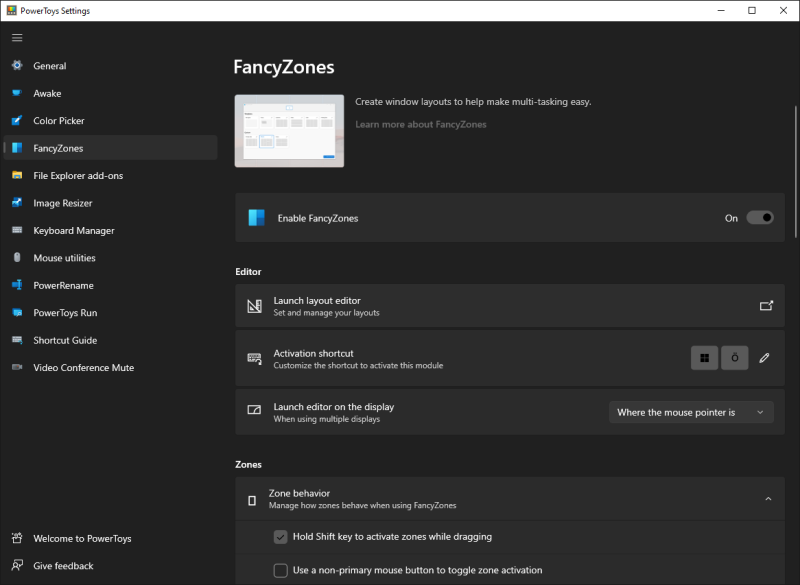 PowerToys Settings
General
Awake
Color Picker
FancyZones
File Explorer add-ons
Image Resizer
Keyboard Manager
Mouse utilities
PowerRename
PowerToys Run
Shortcut Guide
Video Conference Mute
Welcome to PowerToys
Give feedback
FancyZones
Create window layouts to help make multi-tasking easy.
Learn more about FancyZones
Enable FancyZones
On
Editor
Launch layout editor
Set and manage your layouts
Activation shortcut
Customize the shortcut to activate this module
Ö
Launch editor on the display
When using multiple displays
Where the mouse pointer is
Zones
Zone behavior
Manage how zones behave when using FancyZones
Hold Shift key to activate zones while dragging
Use a non-primary mouse button to toggle zone activation